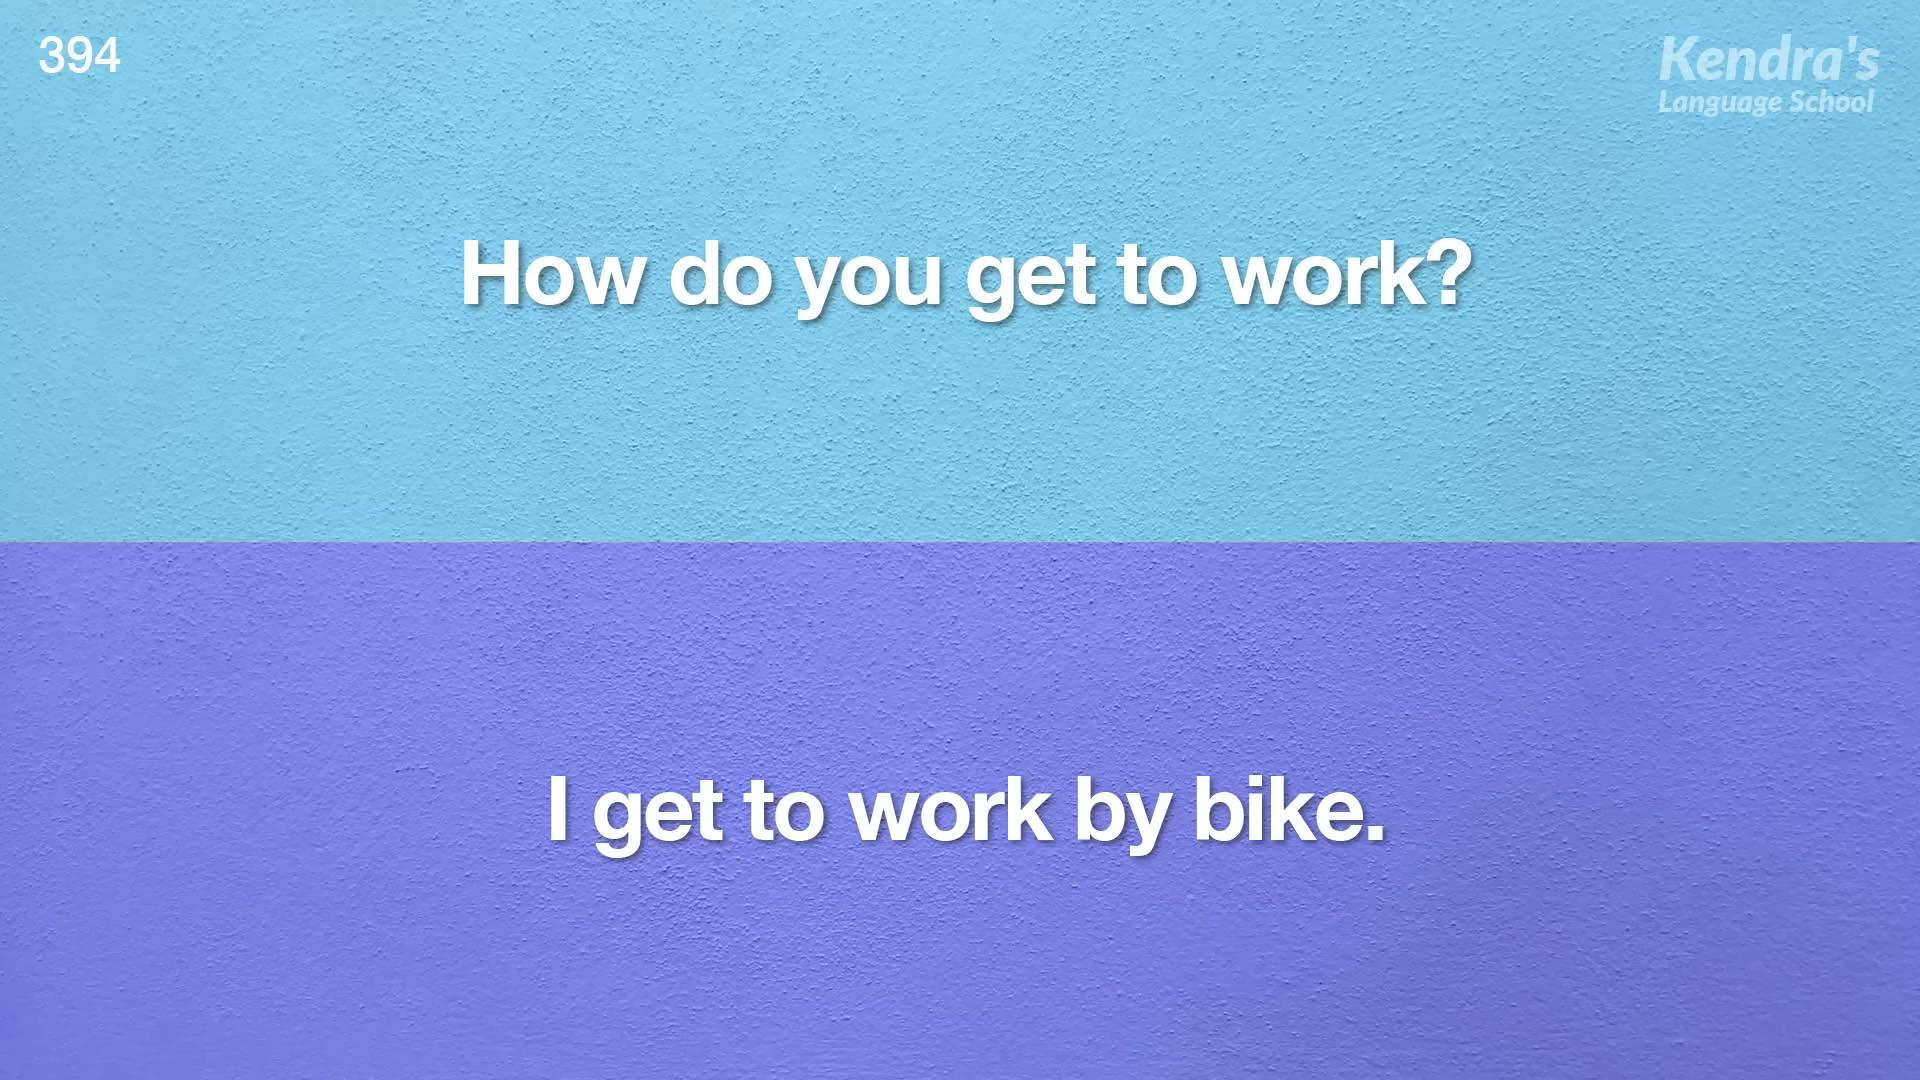 394
Kendra's
Language School
How do you get to work?
I get to work by bike.